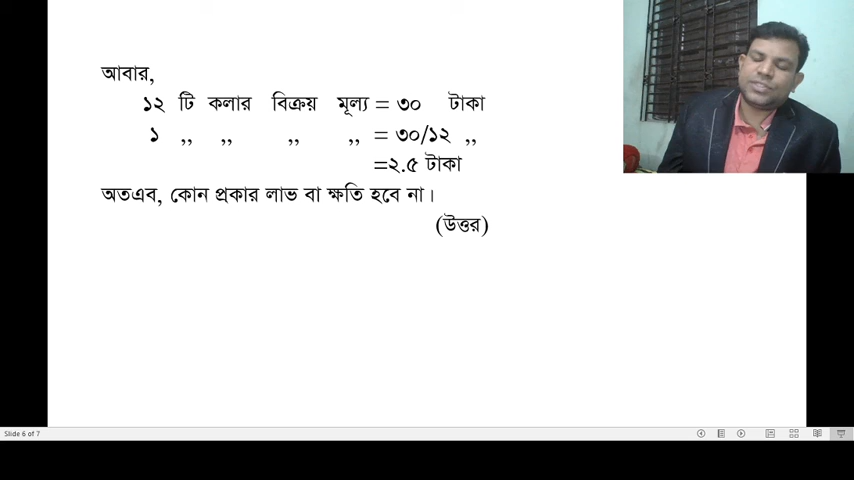 আবার,
১২ টি কলার বিক্রয় মূল্য = ৩০ টাকা
১ ,, ,, ,, ,, = ৩০/১২ ,,
=২.৫ টাকা
অতএব, কোন প্রকার লাভ বা ক্ষতি হবে না।
(উত্তর)
Slide 6 of 7